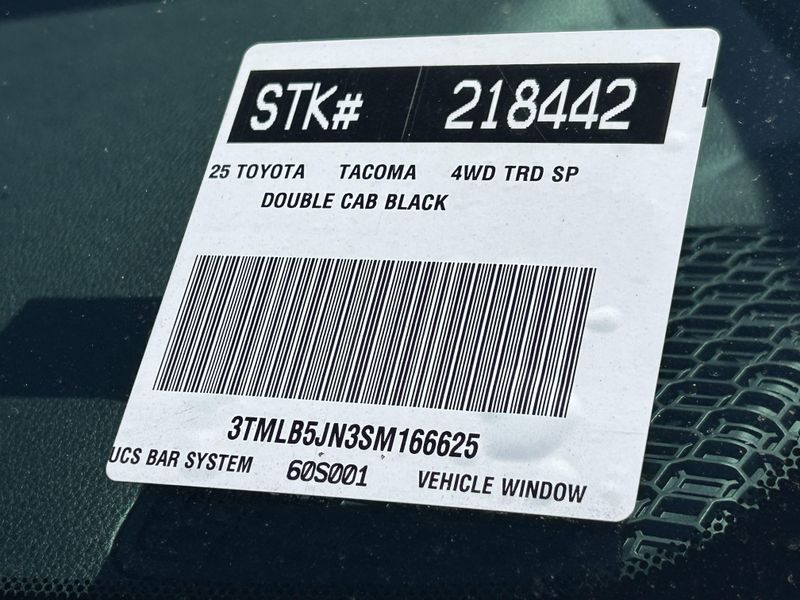 STK# 218442
25 TOYOTA TACOMA 4WD TRD SP
DOUBLE CAB BLACK
3TMLB5JN3SM166625
UCS BAR SYSTEM 60S001 VEHICLE WINDOW